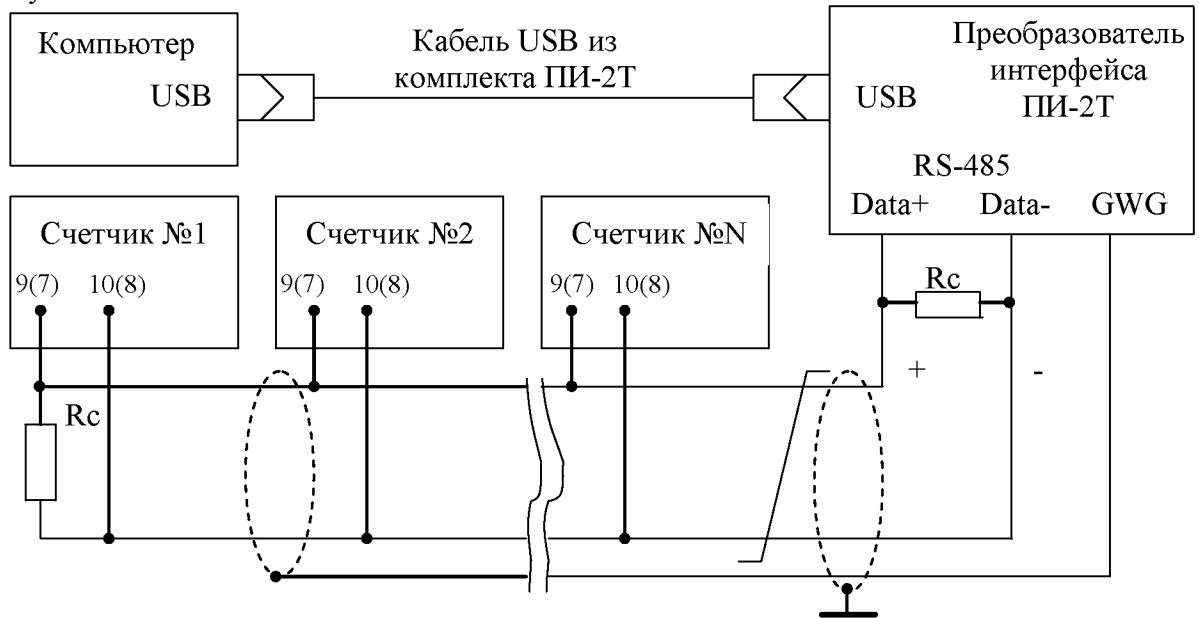 Компьютер
USB
Кабель USB из
комплекта ПИ-2Т
Преобразователь
интерфейса
ПИ-2Т
USB
RS-485
Data+ Data- GWG
Счетчик №1
9(7) 10(8)
Счетчик №2
9(7) 10(8)
Счетчик №N
9(7) 10(8)
Rc
+ -
Rc